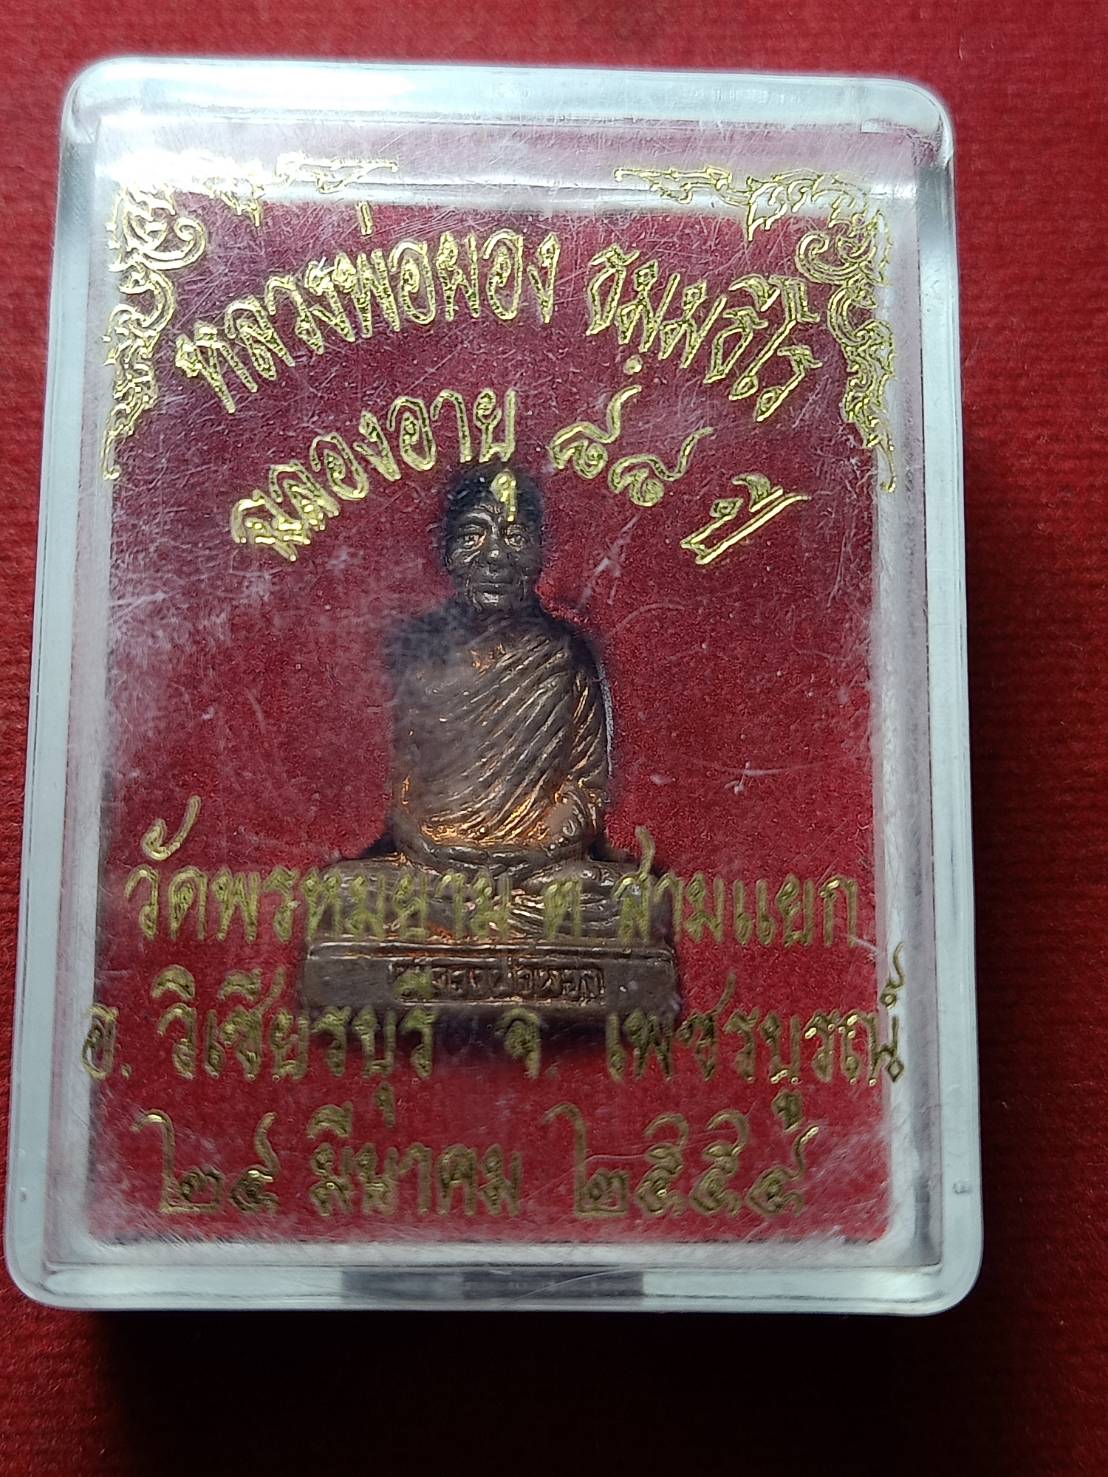 หลวงพ่อผอง ธมฺมธีโร
ฉลองอายุ ๘๘ ปี
วัดพรหมยาม ต.สามแยก
อ. วิเชียรบุรี จ. เพชรบูรณ์
๒๔ มีนาคม ๒๕๕๔